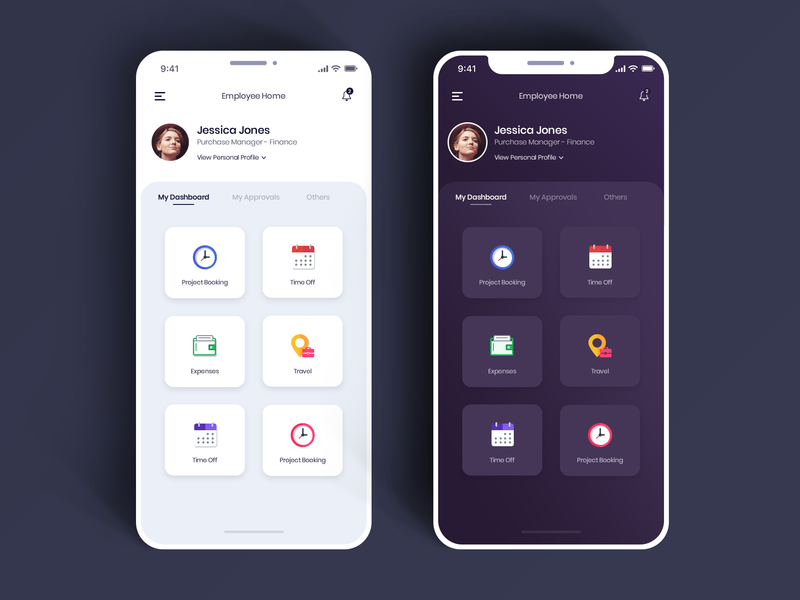 9:41
Employee Home
2
Jessica Jones
Purchase Manager - Finance
View Personal Profile
My Dashboard
My Approvals
Others
Project Booking
Time Off
Expenses
Travel
Time Off
Project Booking
9:41
Employee Home
2
Jessica Jones
Purchase Manager - Finance
View Personal Profile
My Dashboard
My Approvals
Others
Project Booking
Time Off
Expenses
Travel
Time Off
Project Booking